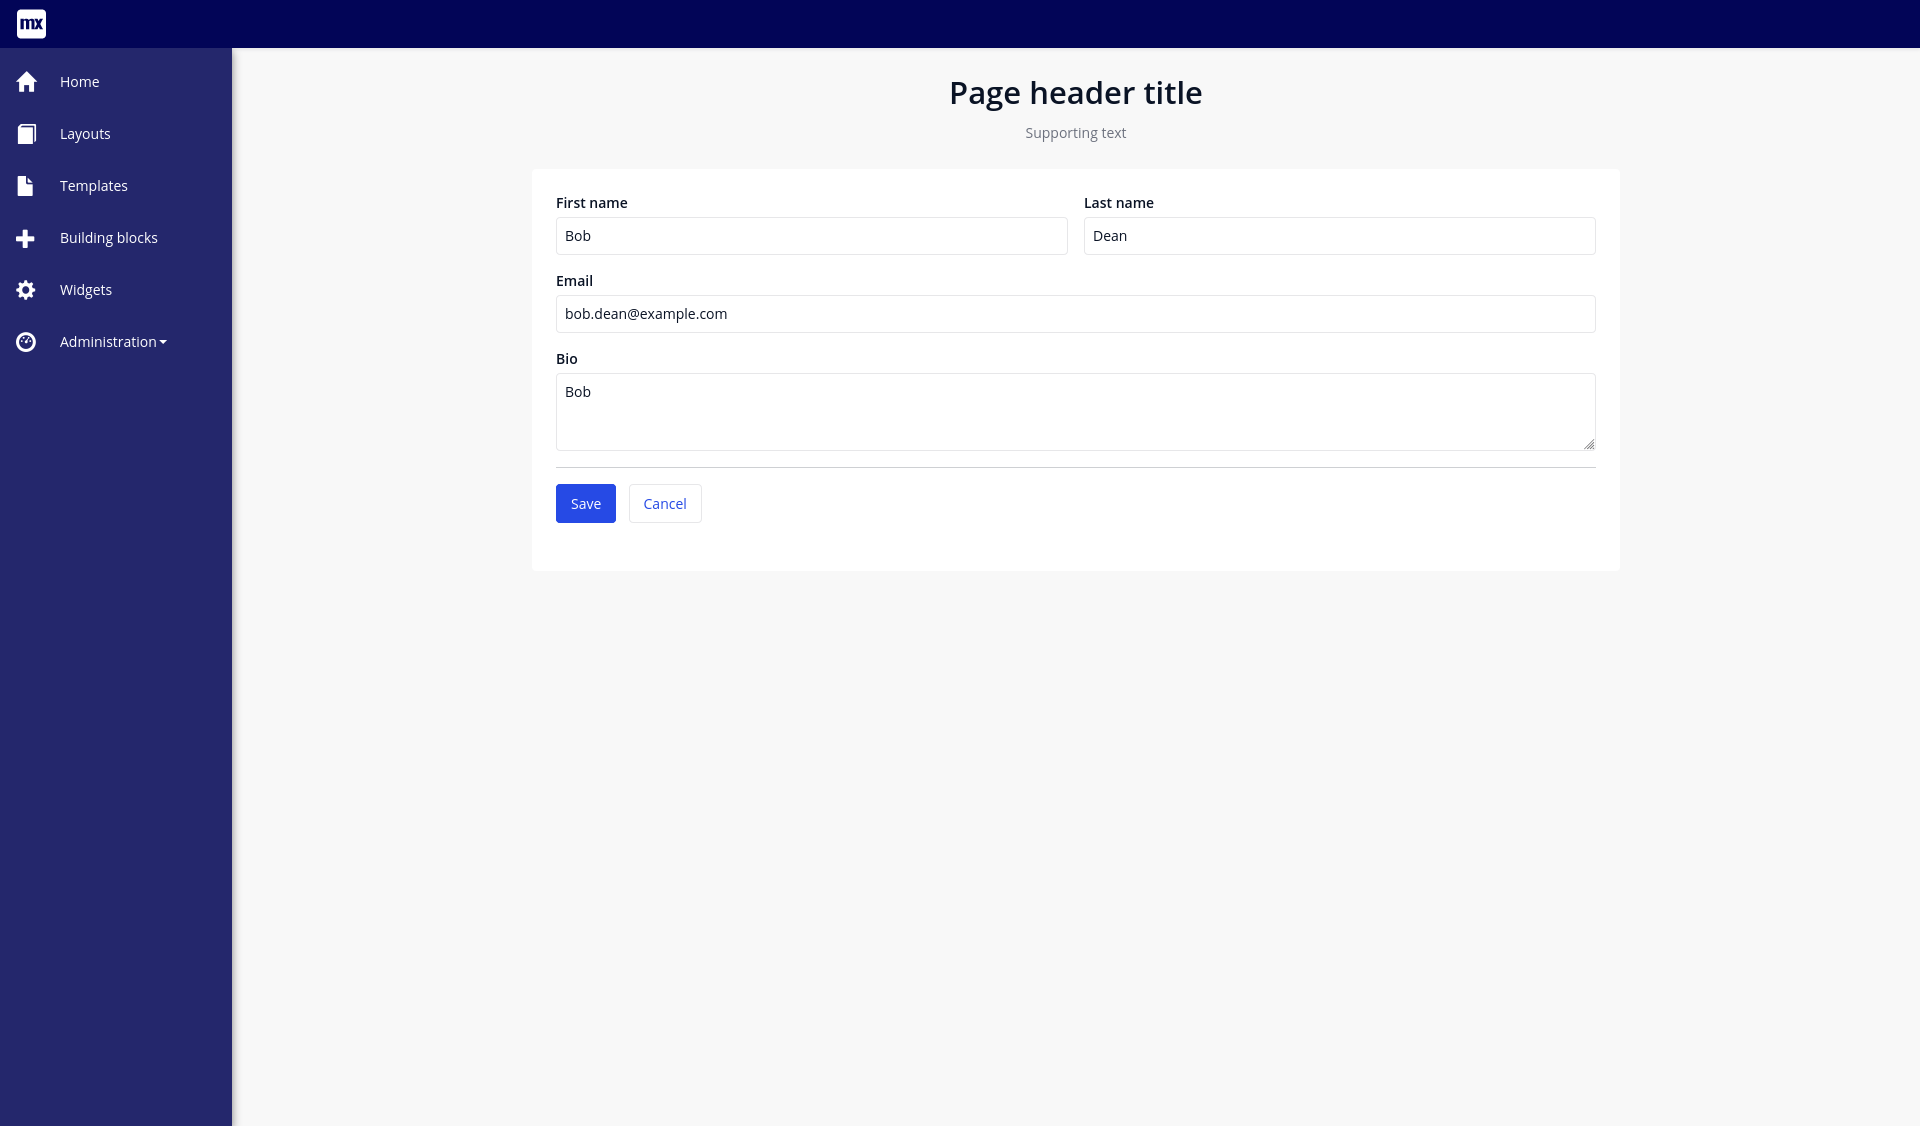 mx
Home
Layouts
Templates
Building blocks
Widgets
Administration
Page header title
Supporting text
First name
Last name
Bob
Dean
Email
bob.dean@example.com
Bio
Bob
Save
Cancel